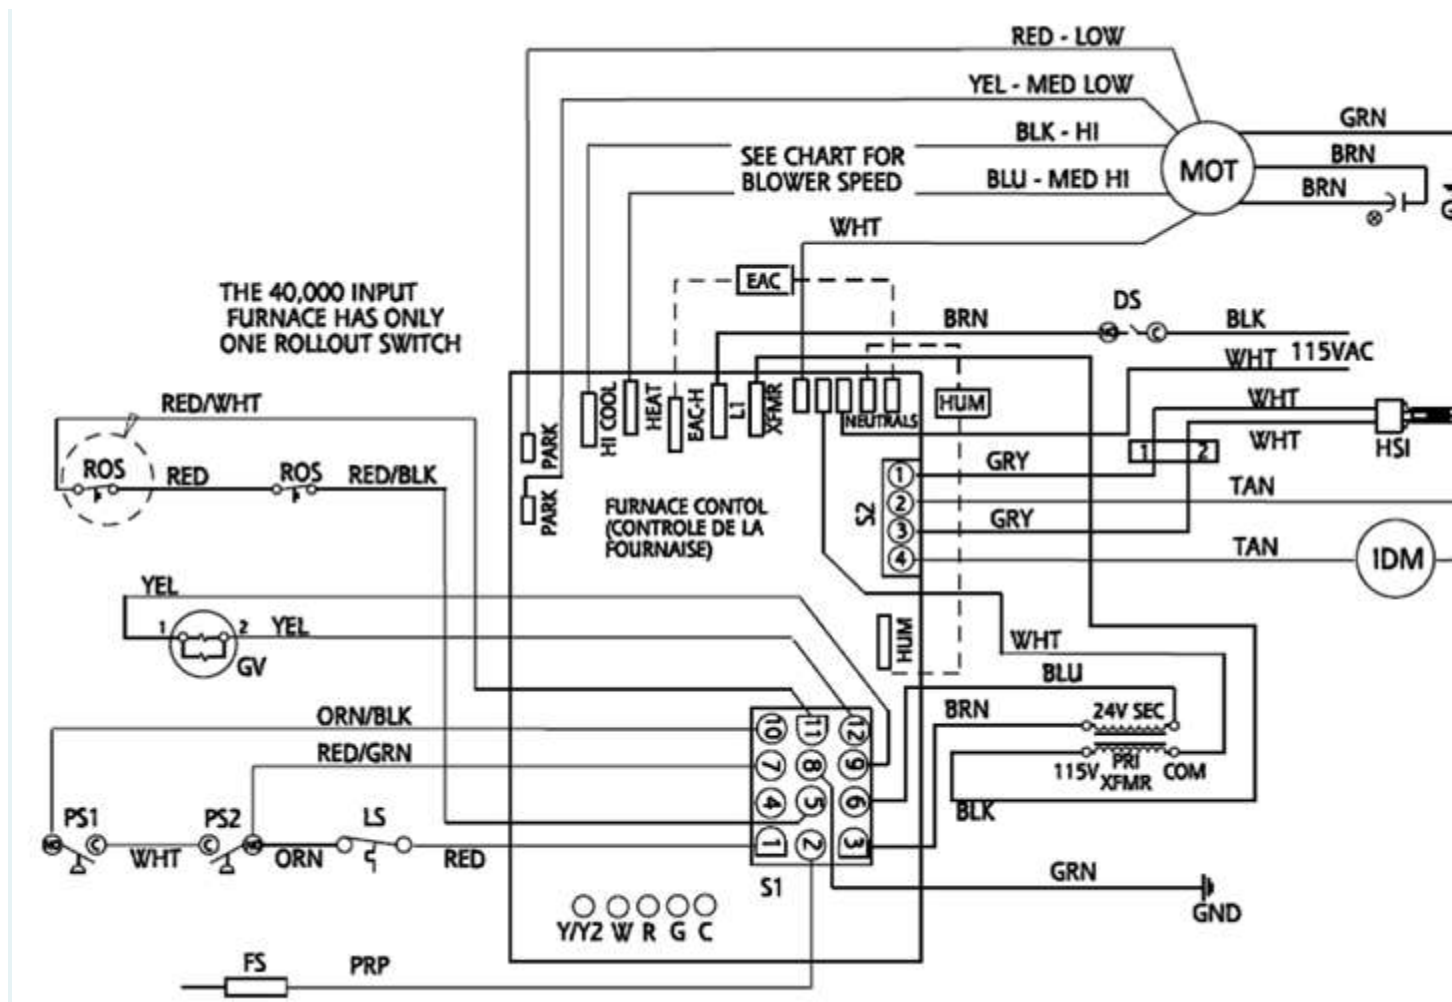 RED - LOW
YEL - MED LOW
BLK - HI
SEE CHART FOR
BLOWER SPEED
BLU - MED HI
WHT
MOT
GRN
BRN
BRN
EAC
THE 40,000 INPUT
FURNACE HAS ONLY
ONE ROLLOUT SWITCH
BRN
DS
NO
C
BLK
WHT
115VAC
RED/WHT
ROS
RED
ROS
RED/BLK
PARK
PARK
HI COOL
HEAT
EAC-H
L1
XFMR
NEUTRALS
HUM
WHT
WHT
HSI
1 2
FURNACE CONTOL
(CONTROLE DE LA
FOURNAISE)
S2
1
2
3
4
GRY
TAN
GRY
TAN
IDM
HUM
YEL
1 2
YEL
GV
WHT
BLU
BRN
24V SEC
115V
PRI
XFMR
COM
BLK
ORN/BLK
RED/GRN
10 11 12
7 8 9
4 5 6
1 2 3
S1
PS1
NO
C
WHT
PS2
C
NO
ORN
LS
RED
GRN
GND
Y/Y2 W R G C
FS
PRP